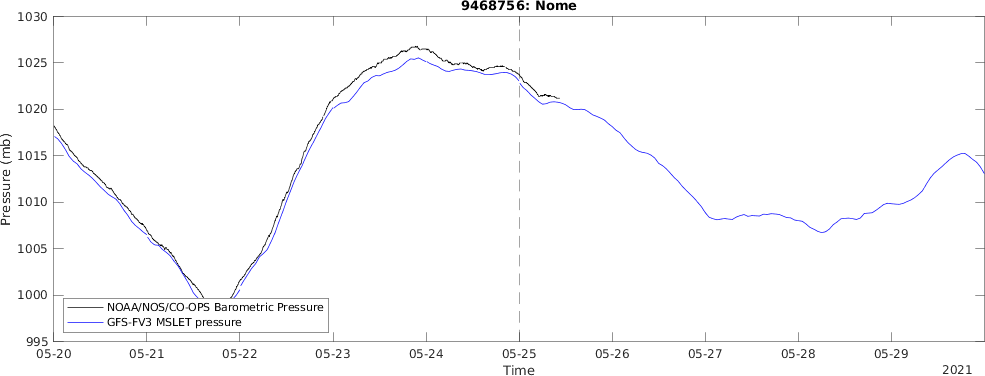 9468756: Nome
1030
1025
1020
1015
1010
1005
1000
995
Pressure (mb)
NOAA/NOS/CO-OPS Barometric Pressure
GFS-FV3 MSLET pressure
05-20 05-21 05-22 05-23 05-24 05-25 05-26 05-27 05-28 05-29
Time
2021